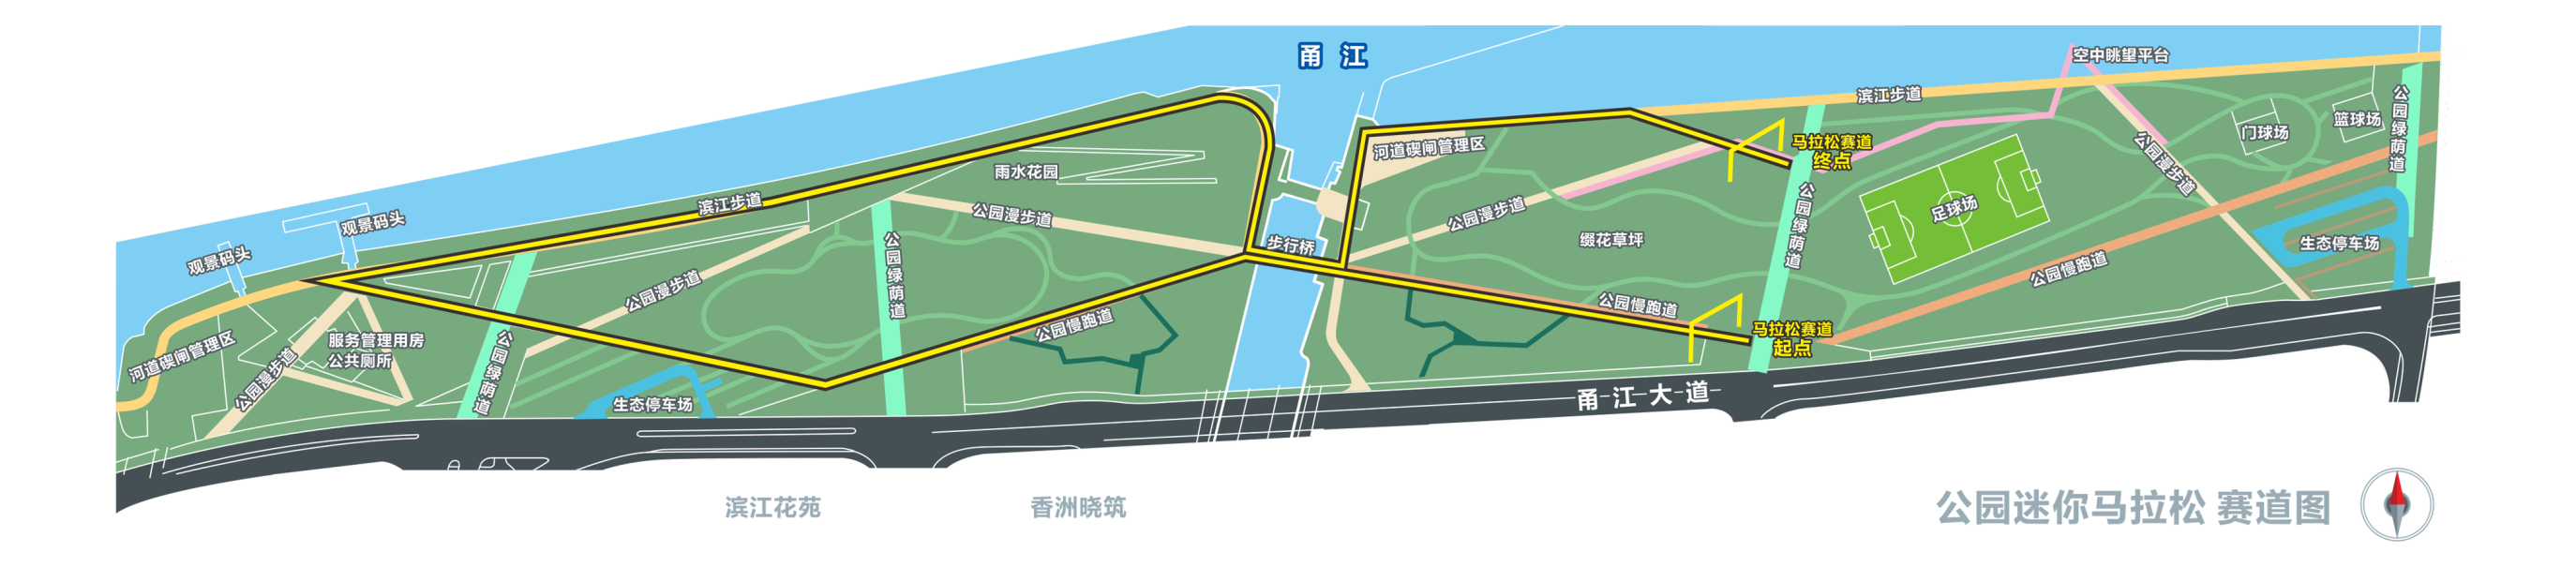 甬 江
空中眺望平台
滨江步道
公园绿荫道
篮球场
门球场
公园漫步道
马拉松赛道
终点
河道碶闸管理区
雨水花园
滨江步道
公园漫步道
公园漫步道
公园绿荫道
足球场
观景码头
观景码头
公园绿荫道
步行桥
缀花草坪
生态停车场
公园漫步道
公园慢跑道
公园慢跑道
公园慢跑道
马拉松赛道
起点
河道碶闸管理区
服务管理用房
公共厕所
公园漫步道
公园绿荫道
生态停车场
甬江大道
滨江花苑
香洲晓筑
公园迷你马拉松 赛道图